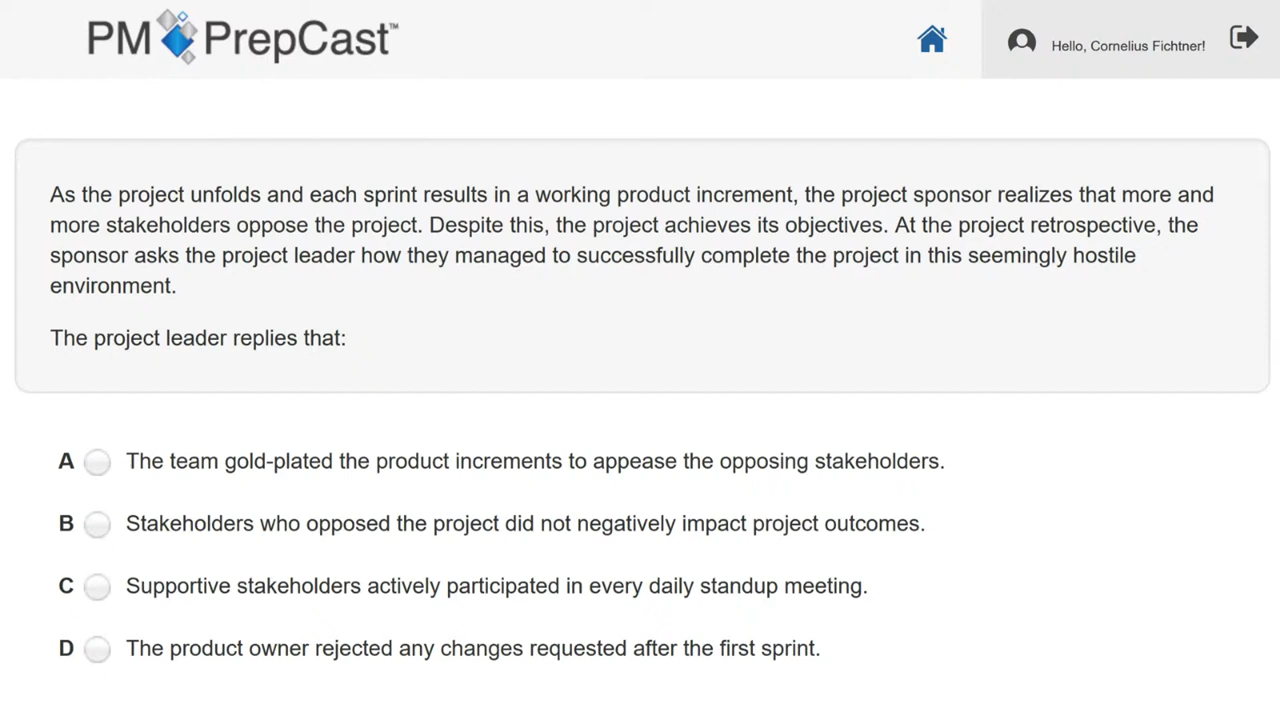 PM PrepCast™
Hello, Cornelius Fichtner!
As the project unfolds and each sprint results in a working product increment, the project sponsor realizes that more and
more stakeholders oppose the project. Despite this, the project achieves its objectives. At the project retrospective, the
sponsor asks the project leader how they managed to successfully complete the project in this seemingly hostile
environment.
The project leader replies that:
A The team gold-plated the product increments to appease the opposing stakeholders.
B Stakeholders who opposed the project did not negatively impact project outcomes.
C Supportive stakeholders actively participated in every daily standup meeting.
D The product owner rejected any changes requested after the first sprint.